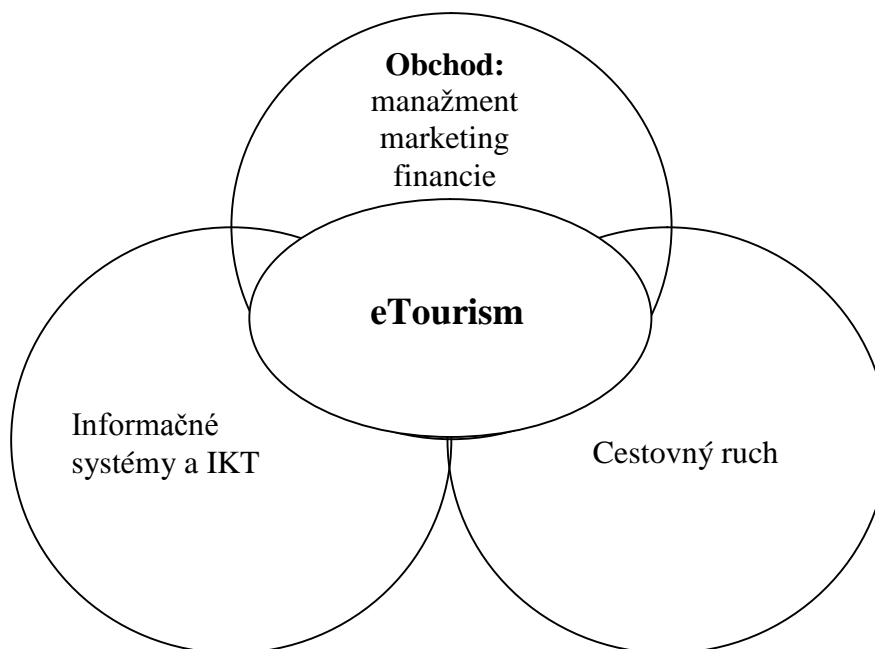 Obchod:
manažment
marketing
financie
eTourism
Informačné
systémy a IKT
Cestovný ruch